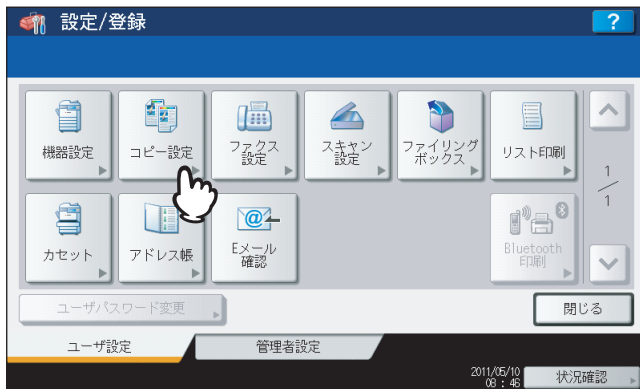 設定/登録
?
機器設定
コピー設定
ファクス
設定
スキャン
設定
ファイリング
ボックス
リスト印刷
1
1
カセット
アドレス帳
Eメール
確認
Bluetooth
印刷
ユーザパスワード変更
閉じる
ユーザ設定
管理者設定
2011/05/10
08 : 46
状況確認